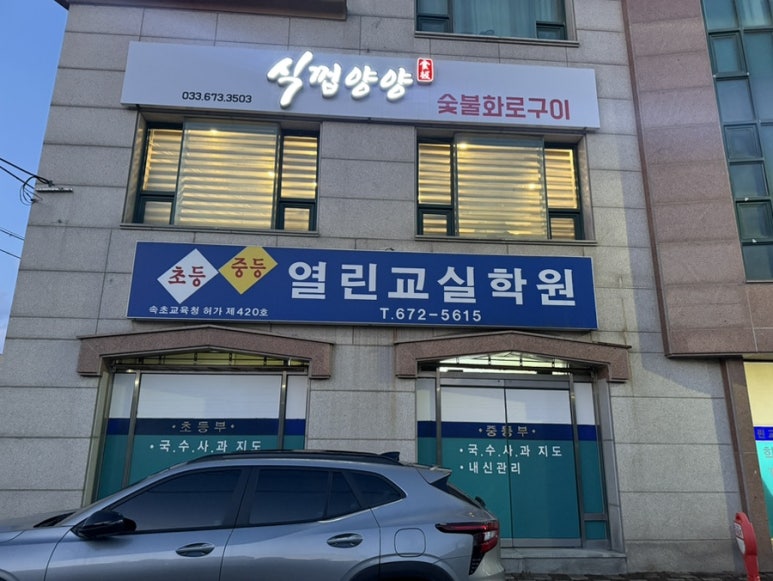 식껍양양
033.673.3503
숯불화로구이
초등
중등
열린교실학원
속초교육청 허가 제420호
T.672-5615
·초등부·
·국.수.사.과 지도
·중등부·
·국.수.사.과 지도
·내신관리